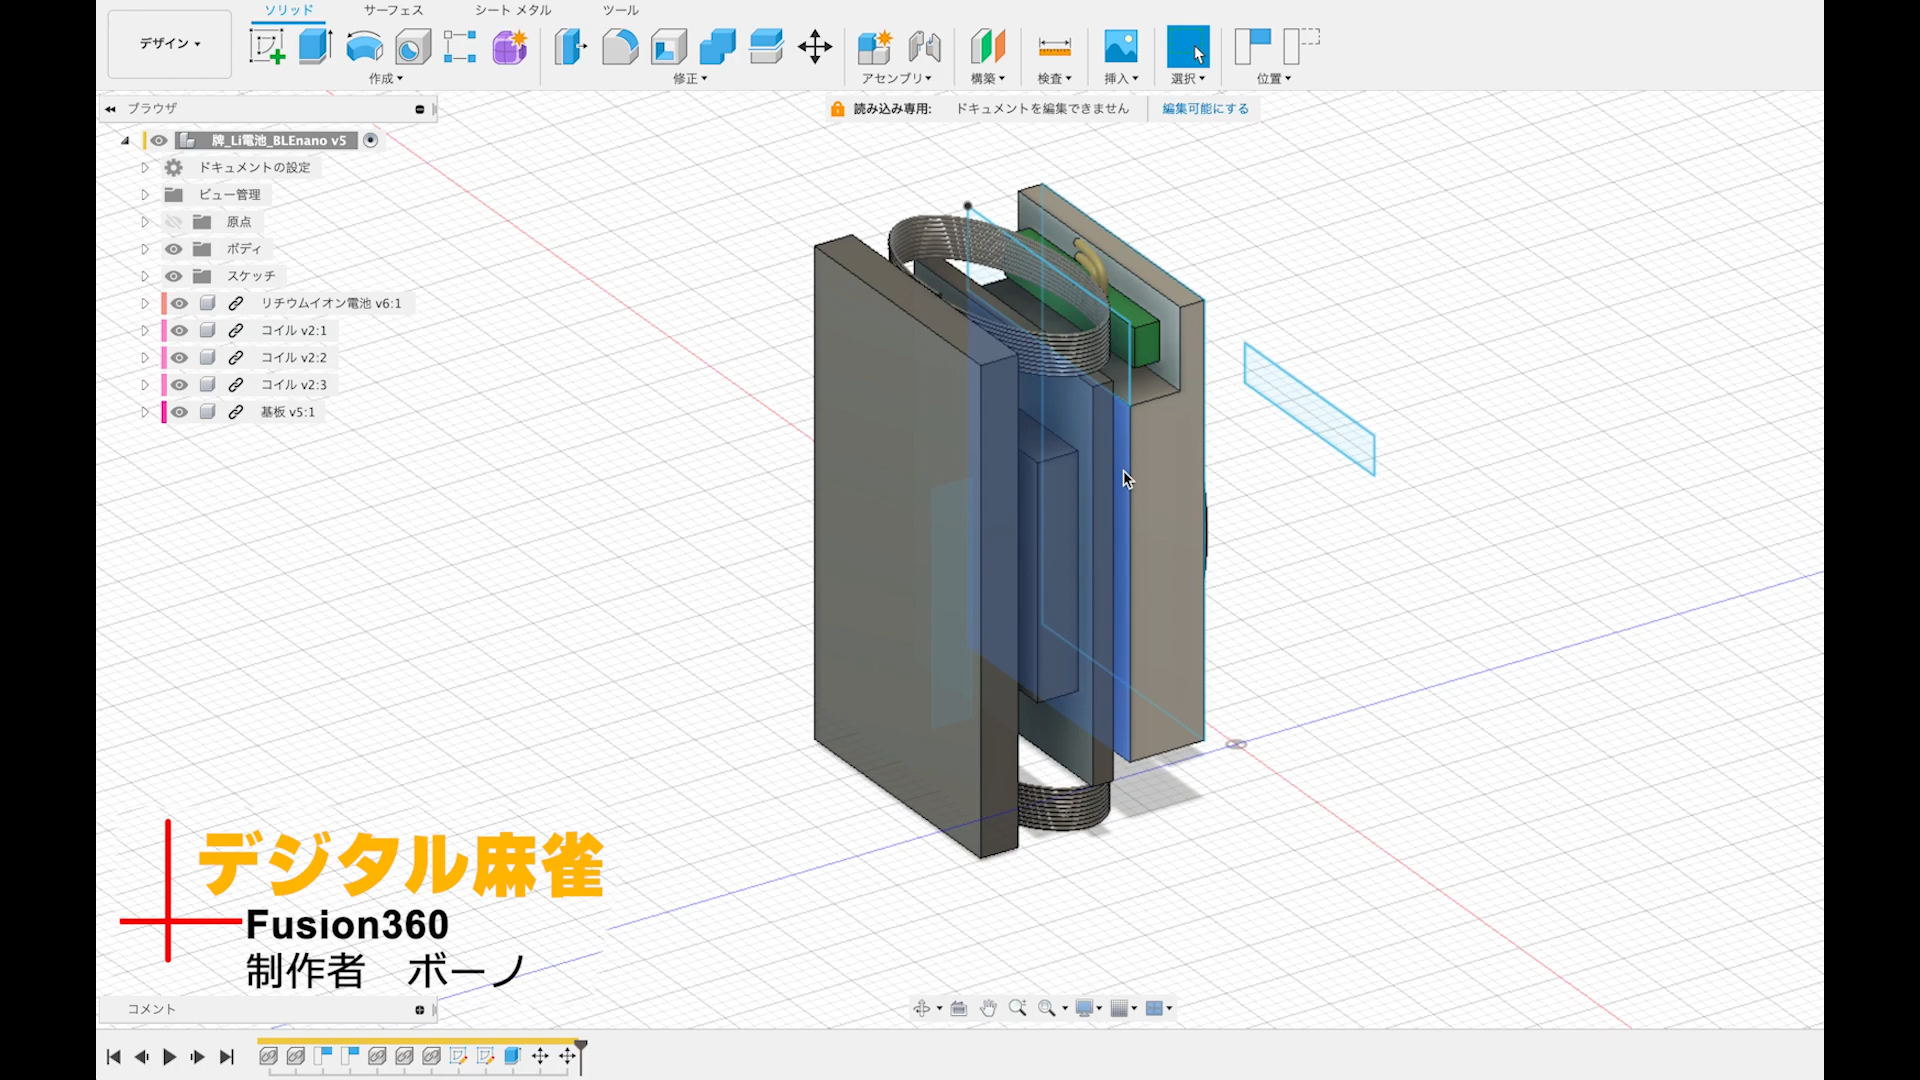 ソリッド
サーフェス
シート メタル
ツール
デザイン
作成
修正
アセンブリ
構築
検査
挿入
選択
位置
ブラウザ
読み込み専用:
ドキュメントを編集できません
編集可能にする
牌_Li電池_BLEnano v5
ドキュメントの設定
ビュー管理
原点
ボディ
スケッチ
リチウムイオン電池 v6:1
コイル v2:1
コイル v2:2
コイル v2:3
基板 v5:1
デジタル麻雀
Fusion360
制作者　ボーノ
コメント